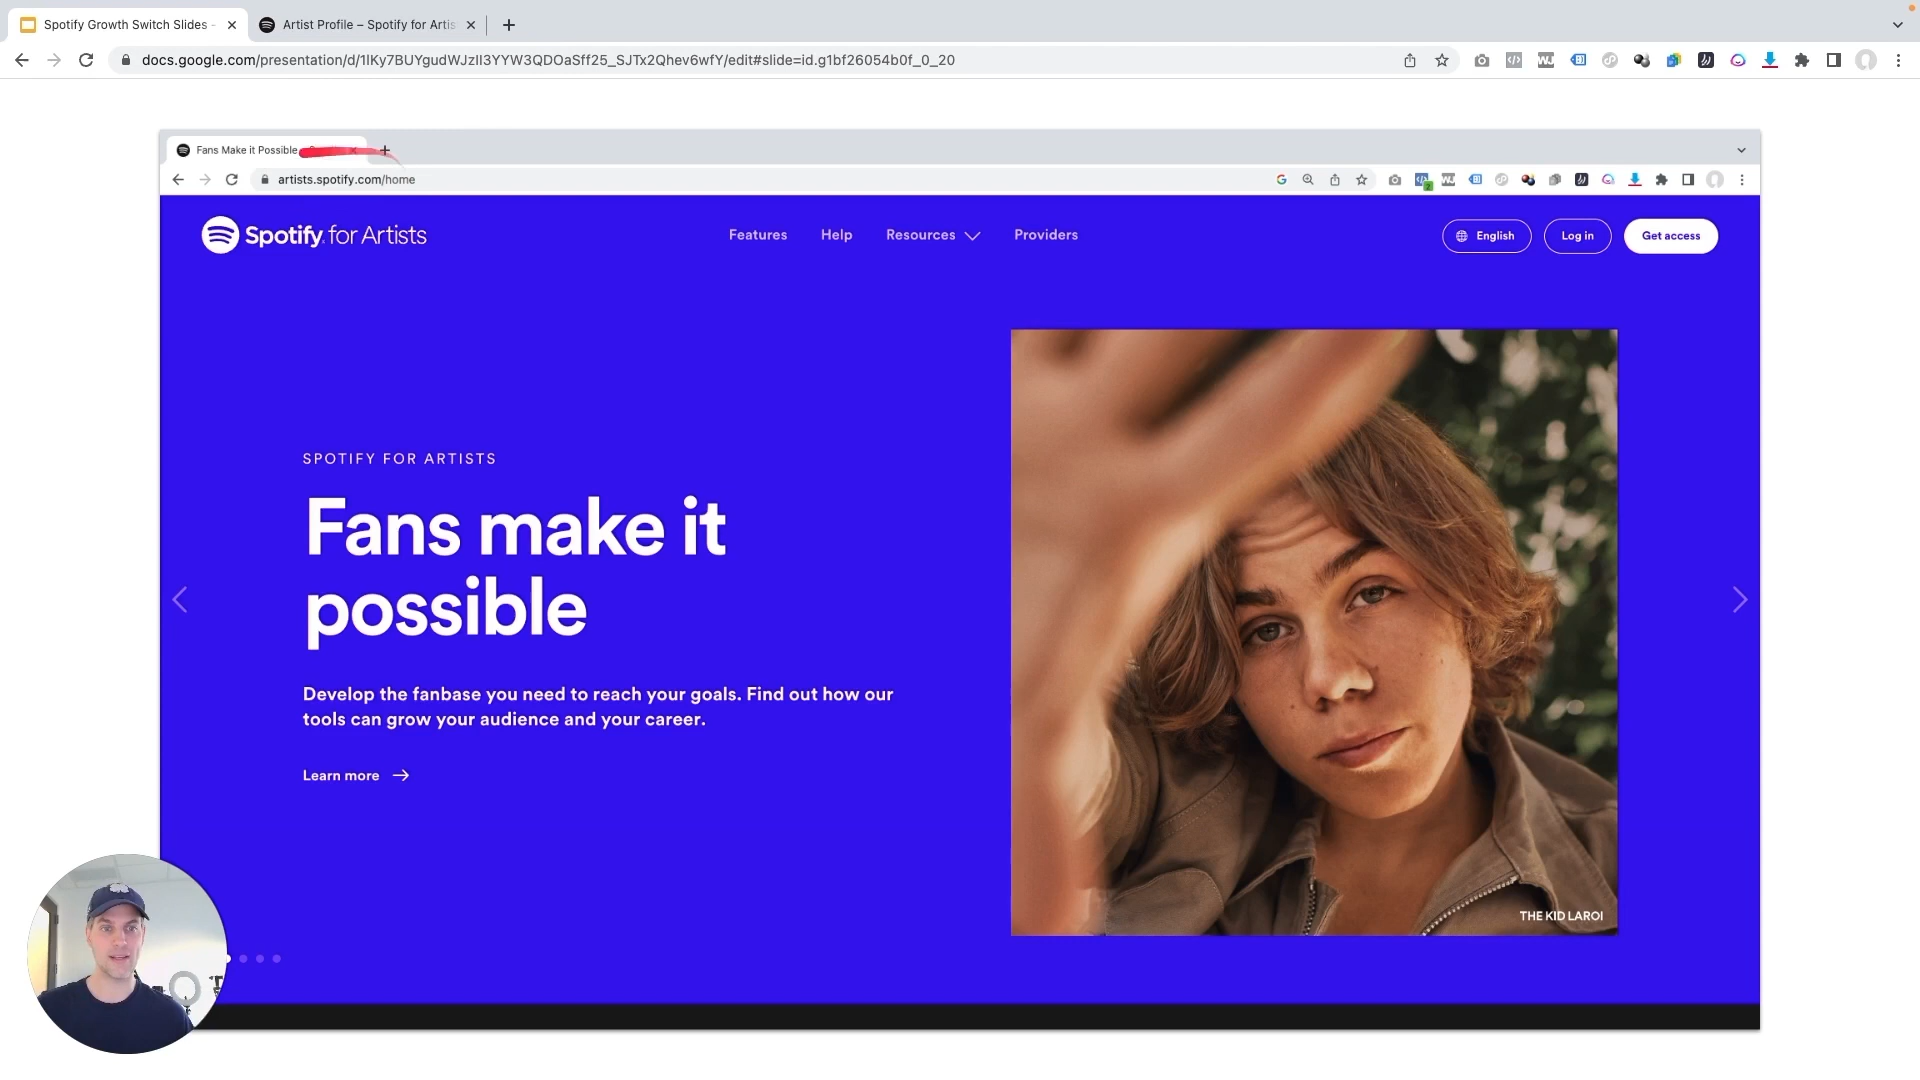 Spotify Growth Switch Slides -
Artist Profile – Spotify for Artis
docs.google.com/presentation/d/1lKy7BUYgudWJzlI3YYW3QDOaSff25_SJTx2Qhev6wfY/edit#slide=id.g1bf26054b0f_0_20
Fans Make it Possible
artists.spotify.com/home
Spotify for Artists
Features
Help
Resources
Providers
English
Log in
Get access
SPOTIFY FOR ARTISTS
Fans make it
possible
Develop the fanbase you need to reach your goals. Find out how our
tools can grow your audience and your career.
Learn more
THE KID LAROI